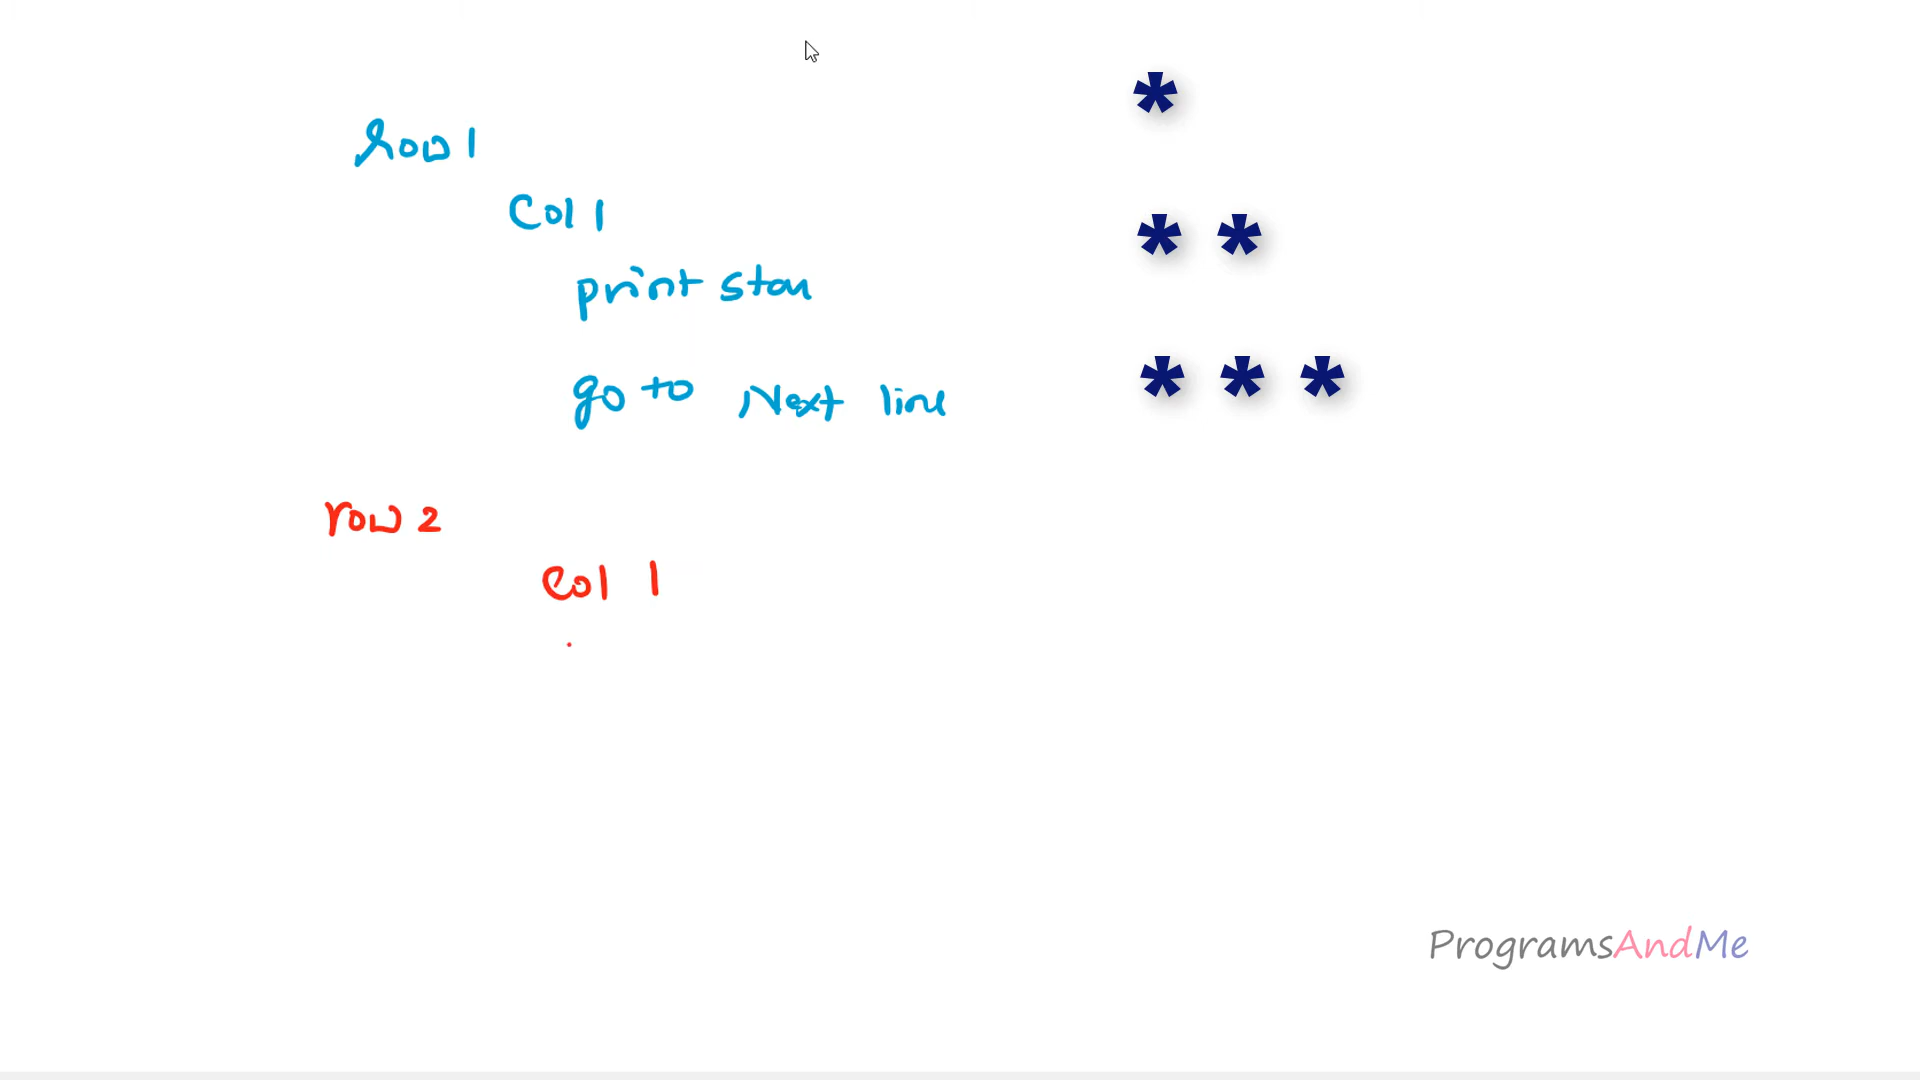 row 1
Col 1
print star
go to Next line
row 2
Col 1
*
* *
* * *
ProgramsAndMe